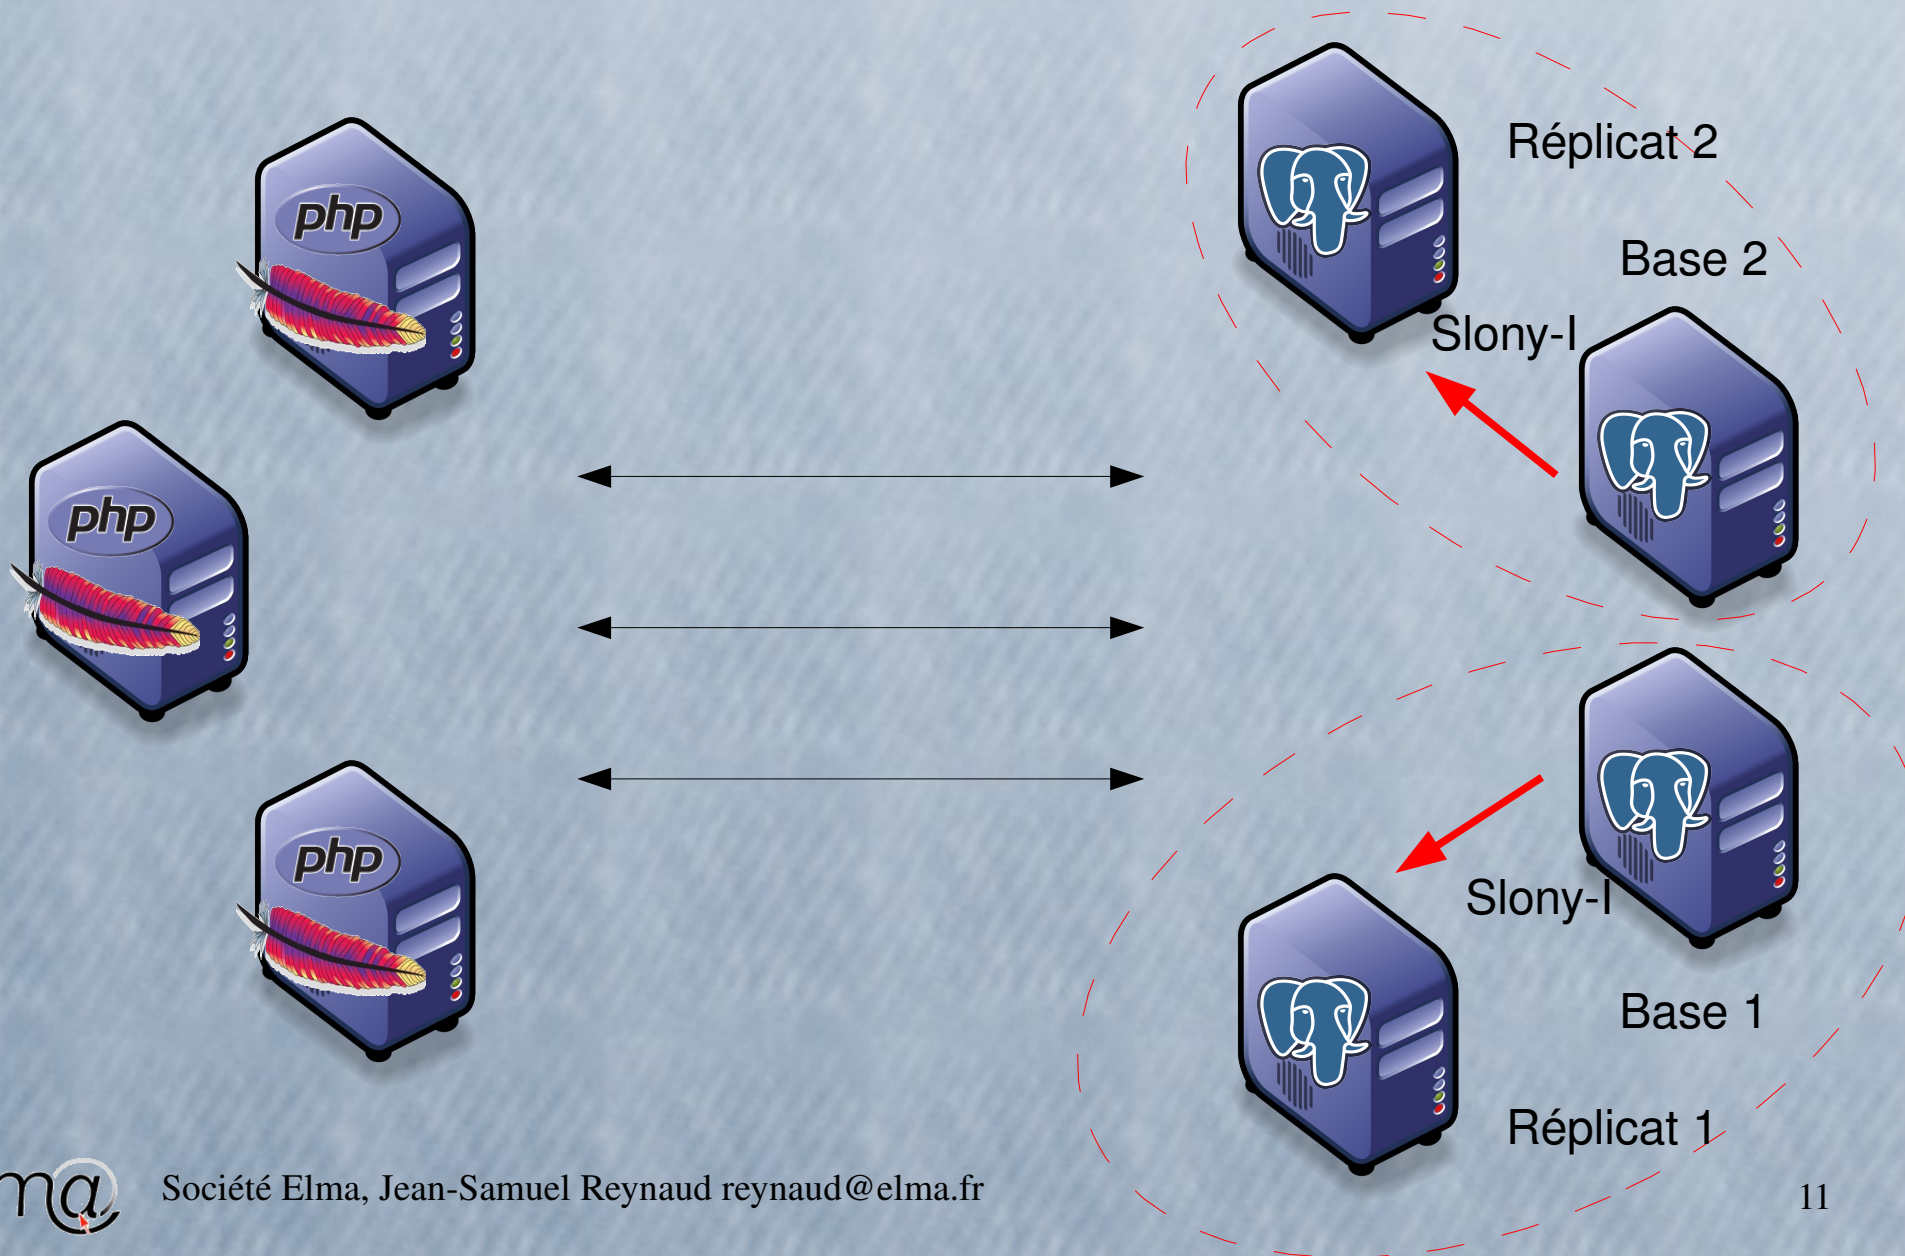 Réplicat 2
php
Base 2
Slony-I
php
php
Slony-I
Base 1
Réplicat 1
m@
Société Elma, Jean-Samuel Reynaud reynaud@elma.fr
11